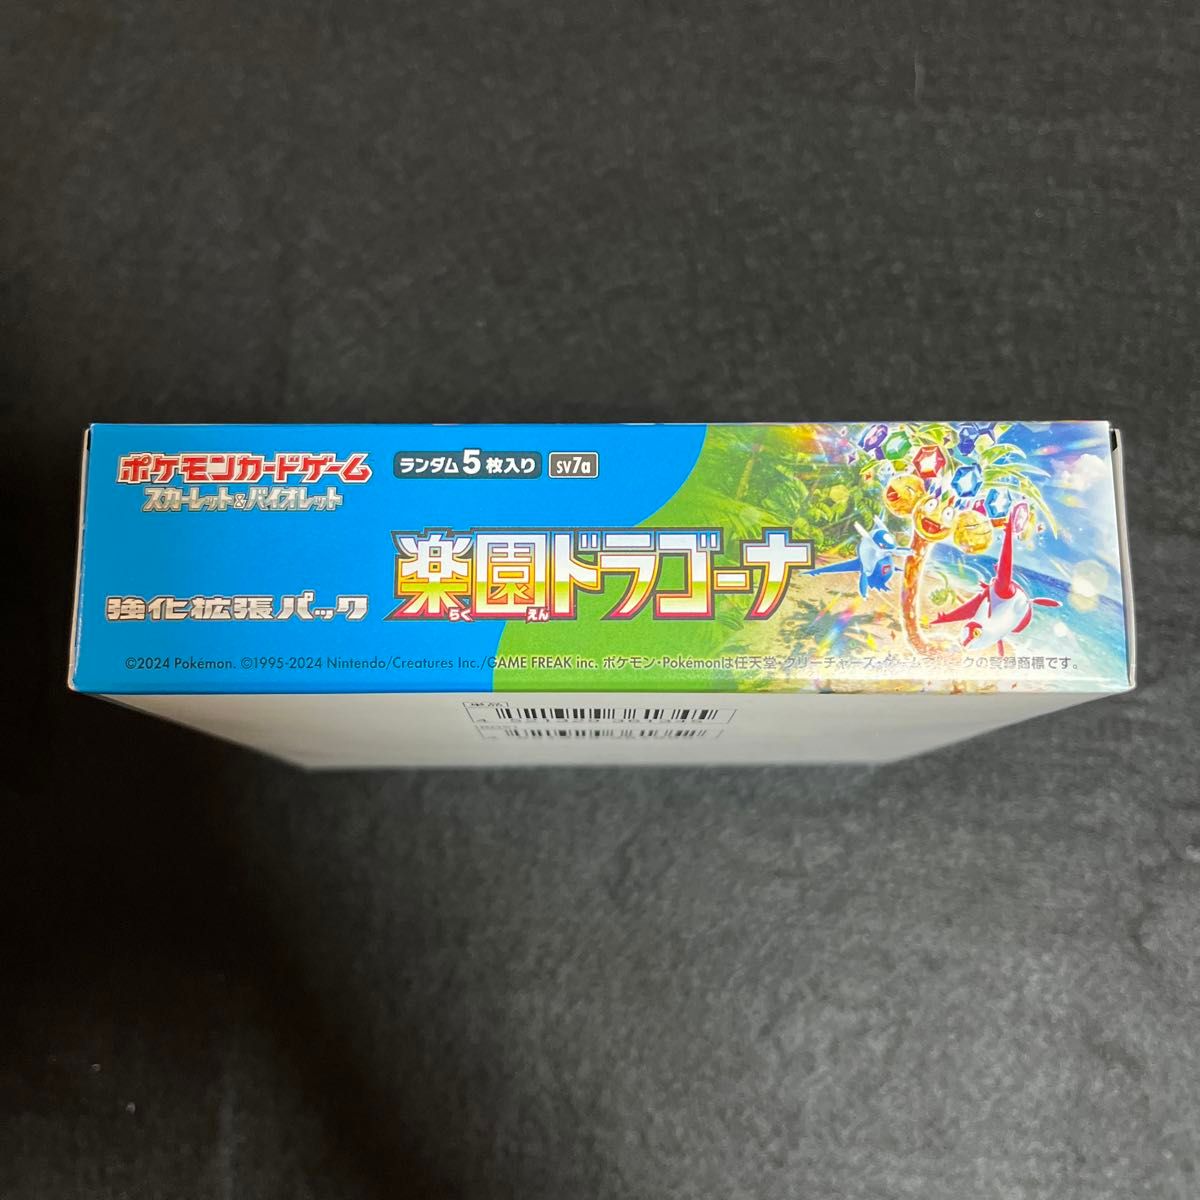 ポケモンカードゲーム
スカーレット&バイオレット
ランダム5枚入り
SV7a
強化拡張パック
楽園ドラゴーナ
らく えん
©2024 Pokémon. ©1995-2024 Nintendo/Creatures Inc./GAME FREAK inc. ポケモン・Pokémonは任天堂・クリーチャーズ・ゲームフリークの登録商標です。